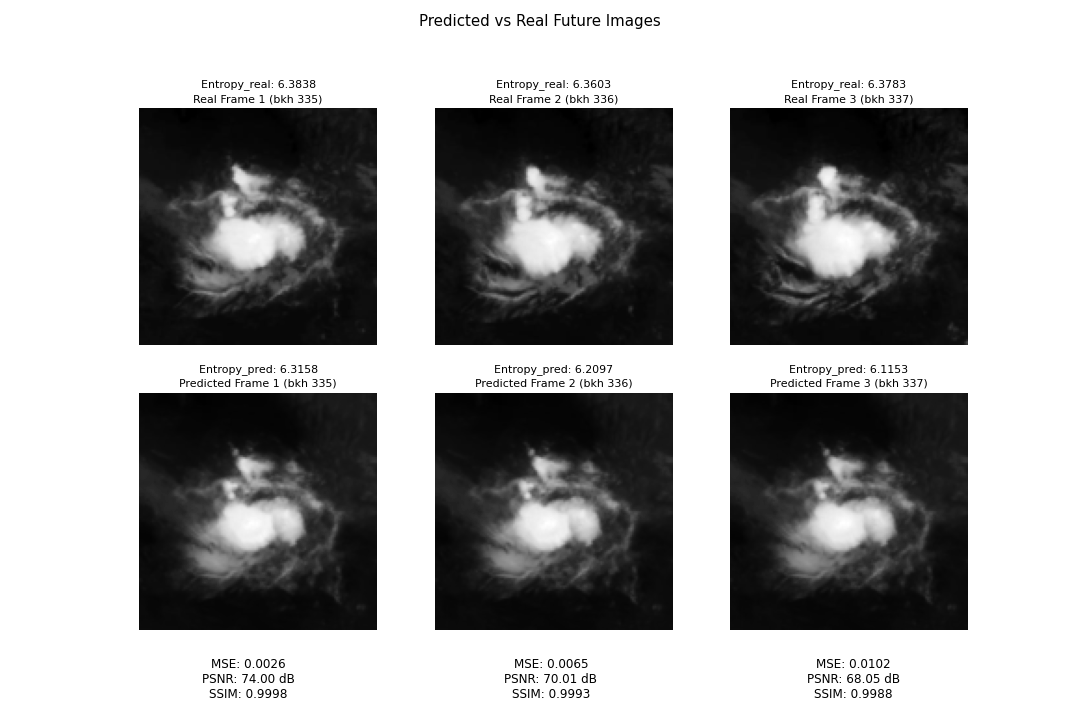 Predicted vs Real Future Images
Entropy_real: 6.3838
Real Frame 1 (bkh 335)
Entropy_real: 6.3603
Real Frame 2 (bkh 336)
Entropy_real: 6.3783
Real Frame 3 (bkh 337)
Entropy_pred: 6.3158
Predicted Frame 1 (bkh 335)
Entropy_pred: 6.2097
Predicted Frame 2 (bkh 336)
Entropy_pred: 6.1153
Predicted Frame 3 (bkh 337)
MSE: 0.0026
PSNR: 74.00 dB
SSIM: 0.9998
MSE: 0.0065
PSNR: 70.01 dB
SSIM: 0.9993
MSE: 0.0102
PSNR: 68.05 dB
SSIM: 0.9988